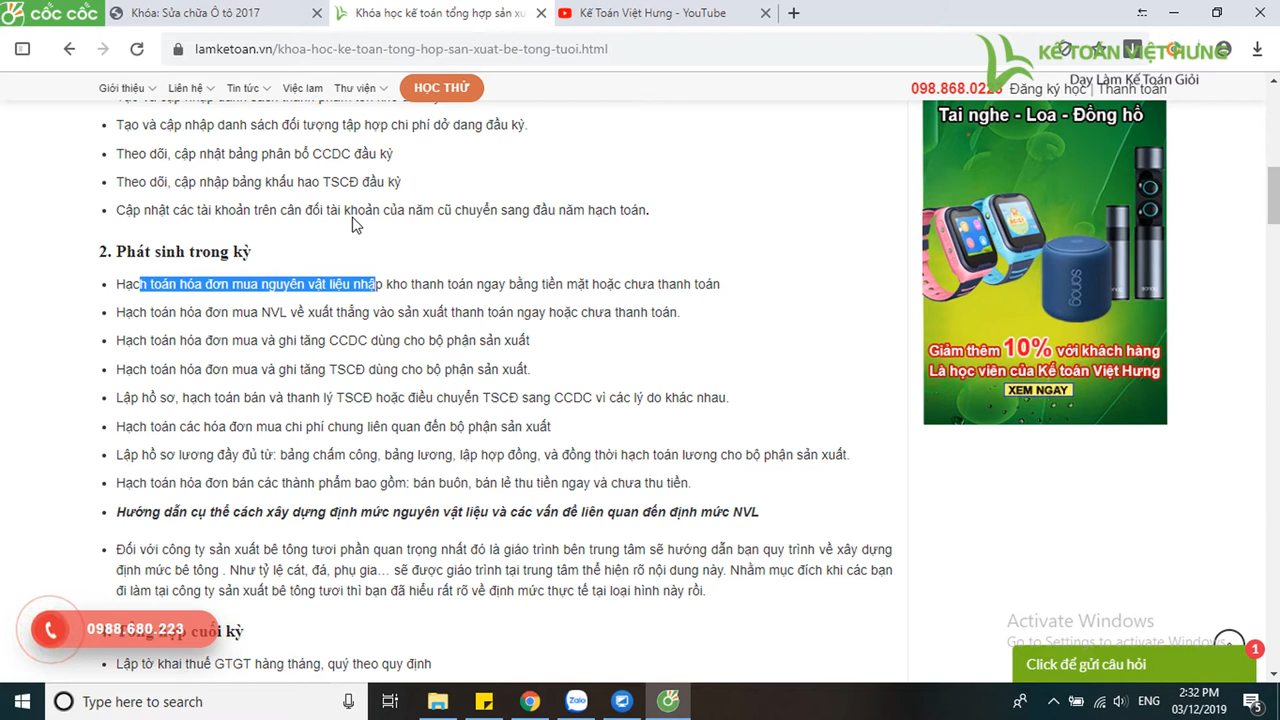 CỐC CỐC
Khóa: Sửa chữa Ô tô 2017
Khóa học kế toán tổng hợp sản xu
Kế Toán Việt Hưng - YouTube
lamketoan.vn/khoa-hoc-ke-toan-tong-hop-san-xuat-be-tong-tuoi.html
KẾ TOÁN VIỆT HƯNG
Dạy Làm Kế Toán Giỏi
Giới thiệu
Liên hệ
Tin tức
Việc làm
Thư viện
HỌC THỬ
098.868.0223
Đăng ký học | Thanh toán
Tạo và cập nhập danh sách đối tượng tập hợp chi phí dở dang đầu kỳ.
Theo dõi, cập nhật bảng phân bổ CCDC đầu kỳ
Theo dõi, cập nhập bảng khấu hao TSCĐ đầu kỳ
Cập nhật các tài khoản trên cân đối tài khoản của năm cũ chuyển sang đầu năm hạch toán.
2. Phát sinh trong kỳ
Hạch toán hóa đơn mua nguyên vật liệu nhập kho thanh toán ngay bằng tiền mặt hoặc chưa thanh toán
Hạch toán hóa đơn mua NVL về xuất thẳng vào sản xuất thanh toán ngay hoặc chưa thanh toán.
Hạch toán hóa đơn mua và ghi tăng CCDC dùng cho bộ phận sản xuất
Hạch toán hóa đơn mua và ghi tăng TSCĐ dùng cho bộ phận sản xuất.
Lập hồ sơ, hạch toán bán và thanh lý TSCĐ hoặc điều chuyển TSCĐ sang CCDC vì các lý do khác nhau.
Hạch toán các hóa đơn mua chi phí chung liên quan đến bộ phận sản xuất
Lập hồ sơ lương đầy đủ từ: bảng chấm công, bảng lương, lập hợp đồng, và đồng thời hạch toán lương cho bộ phận sản xuất.
Hạch toán hóa đơn bán các thành phẩm bao gồm: bán buôn, bán lẻ thu tiền ngay và chưa thu tiền.
Hướng dẫn cụ thể cách xây dựng định mức nguyên vật liệu và các vấn đề liên quan đến định mức NVL
Đối với công ty sản xuất bê tông tươi phần quan trọng nhất đó là giáo trình bên trung tâm sẽ hướng dẫn bạn quy trình về xây dựng
định mức bê tông . Như tỷ lệ cát, đá, phụ gia… sẽ được giáo trình tại trung tâm thể hiện rõ nội dung này. Nhằm mục đích khi các bạn
đi làm tại công ty sản xuất bê tông tươi thì bạn đã hiểu rất rõ về định mức thực tế tại loại hình này rồi.
cuối kỳ
Lập tờ khai thuế GTGT hàng tháng, quý theo quy định
0988.680.223
Tai nghe - Loa - Đồng hồ
Giảm thêm 10% với khách hàng
Là học viên của Kế toán Việt Hưng
XEM NGAY
Activate Windows
Go to Settings to activate Windows.
1
Click để gửi câu hỏi
Type here to search
Zalo
ENG
2:32 PM
03/12/2019
5